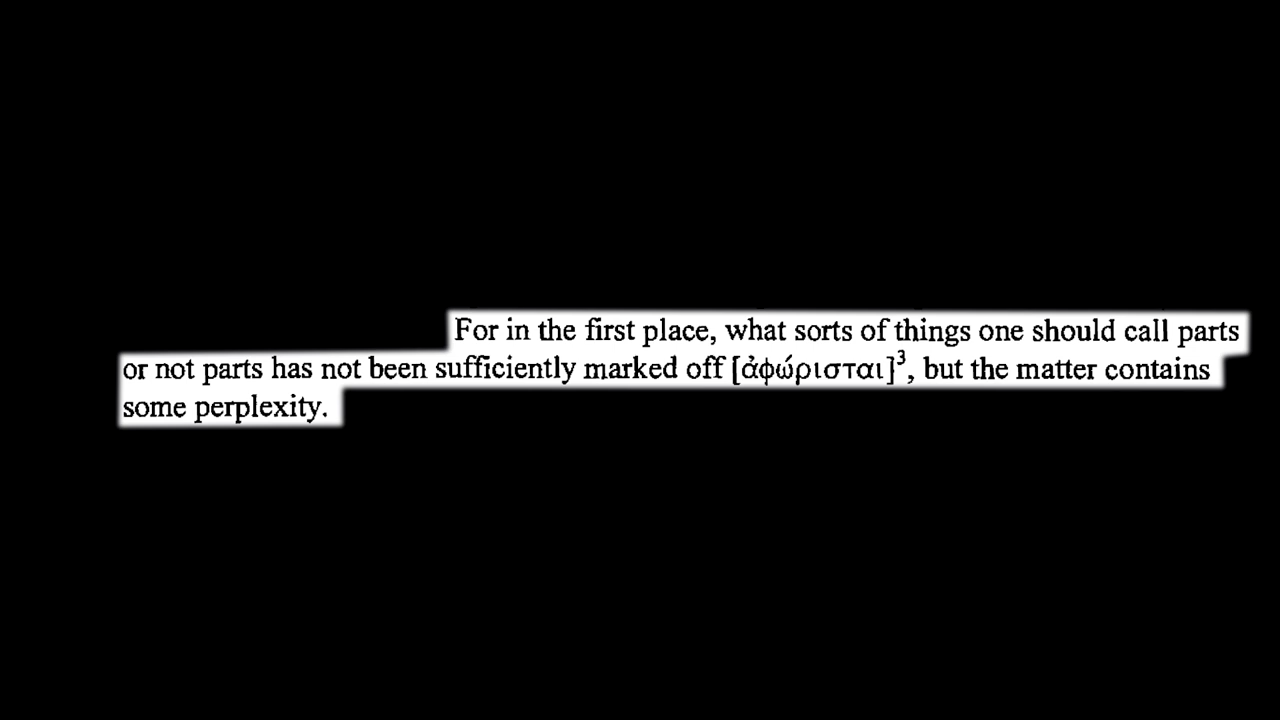 For in the first place, what sorts of things one should call parts
or not parts has not been sufficiently marked off [ἀφώρισται]³, but the matter contains
some perplexity.